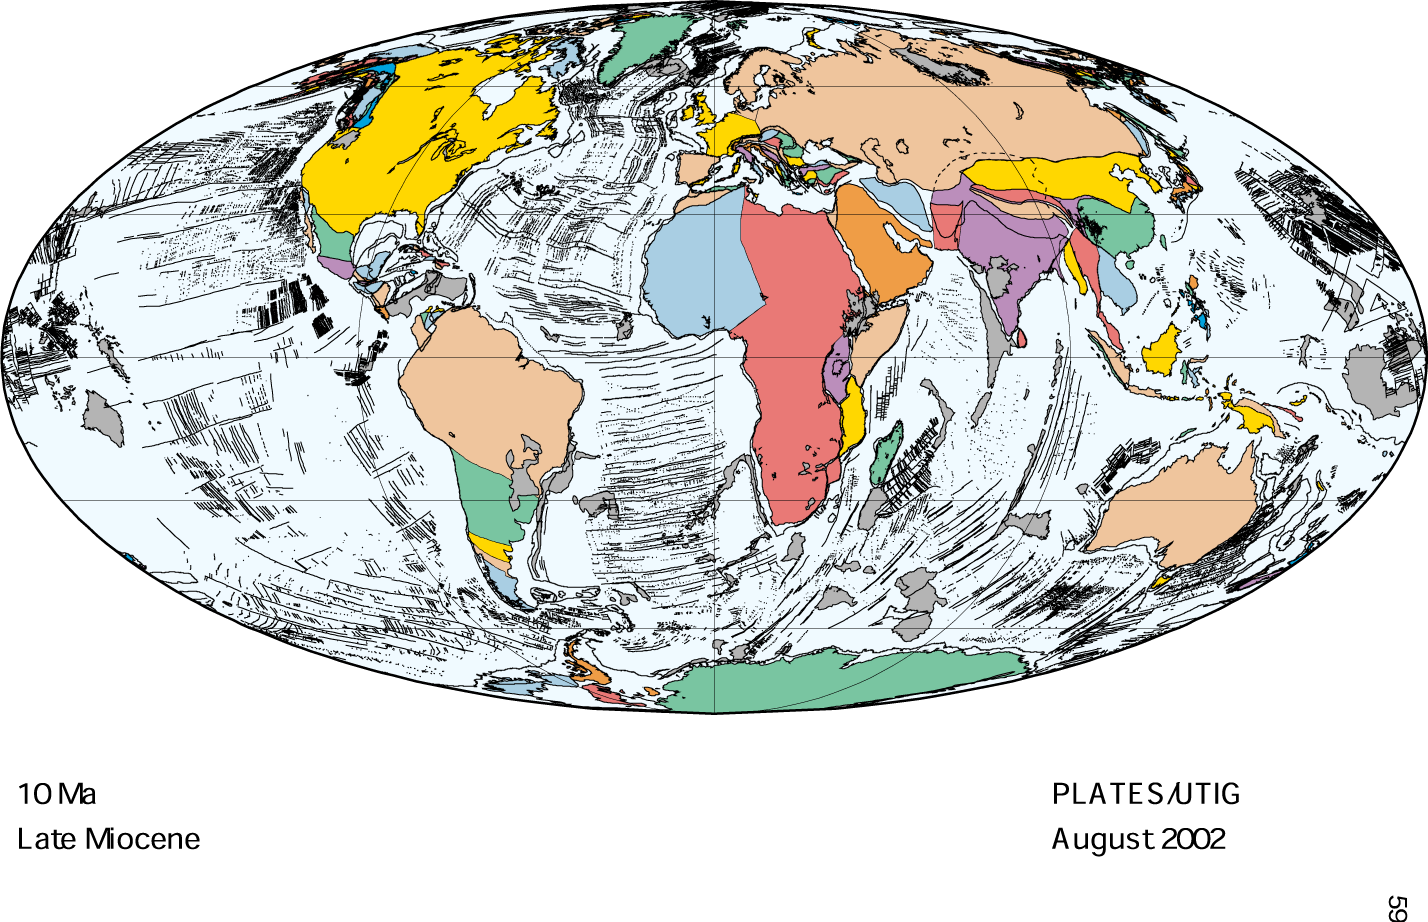 10 Ma
Late Miocene
PLATES/UTIG
August 2002
59